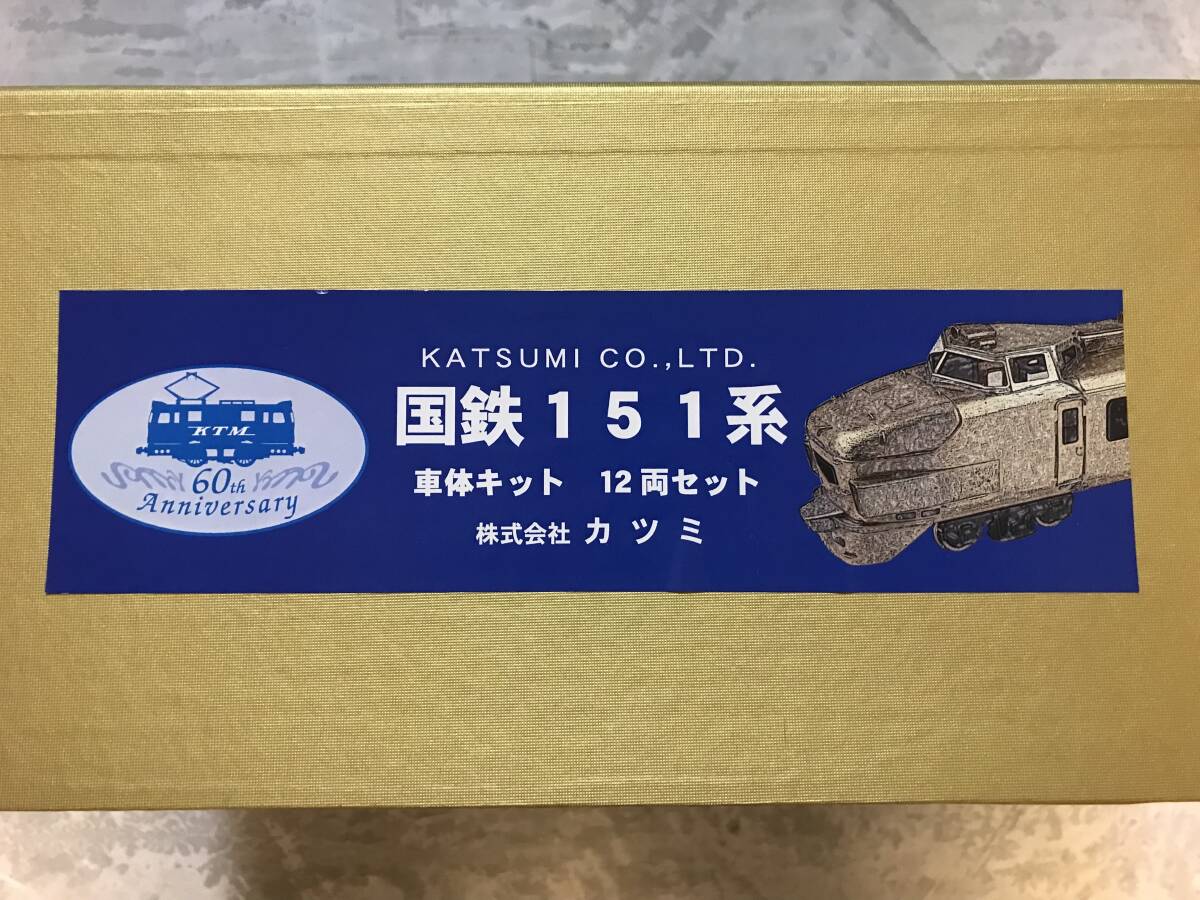 KATSUMI CO.,LTD.
国鉄１５１系
車体キット　12両セット
株式会社 カツミ
KTM
60th
Anniversary